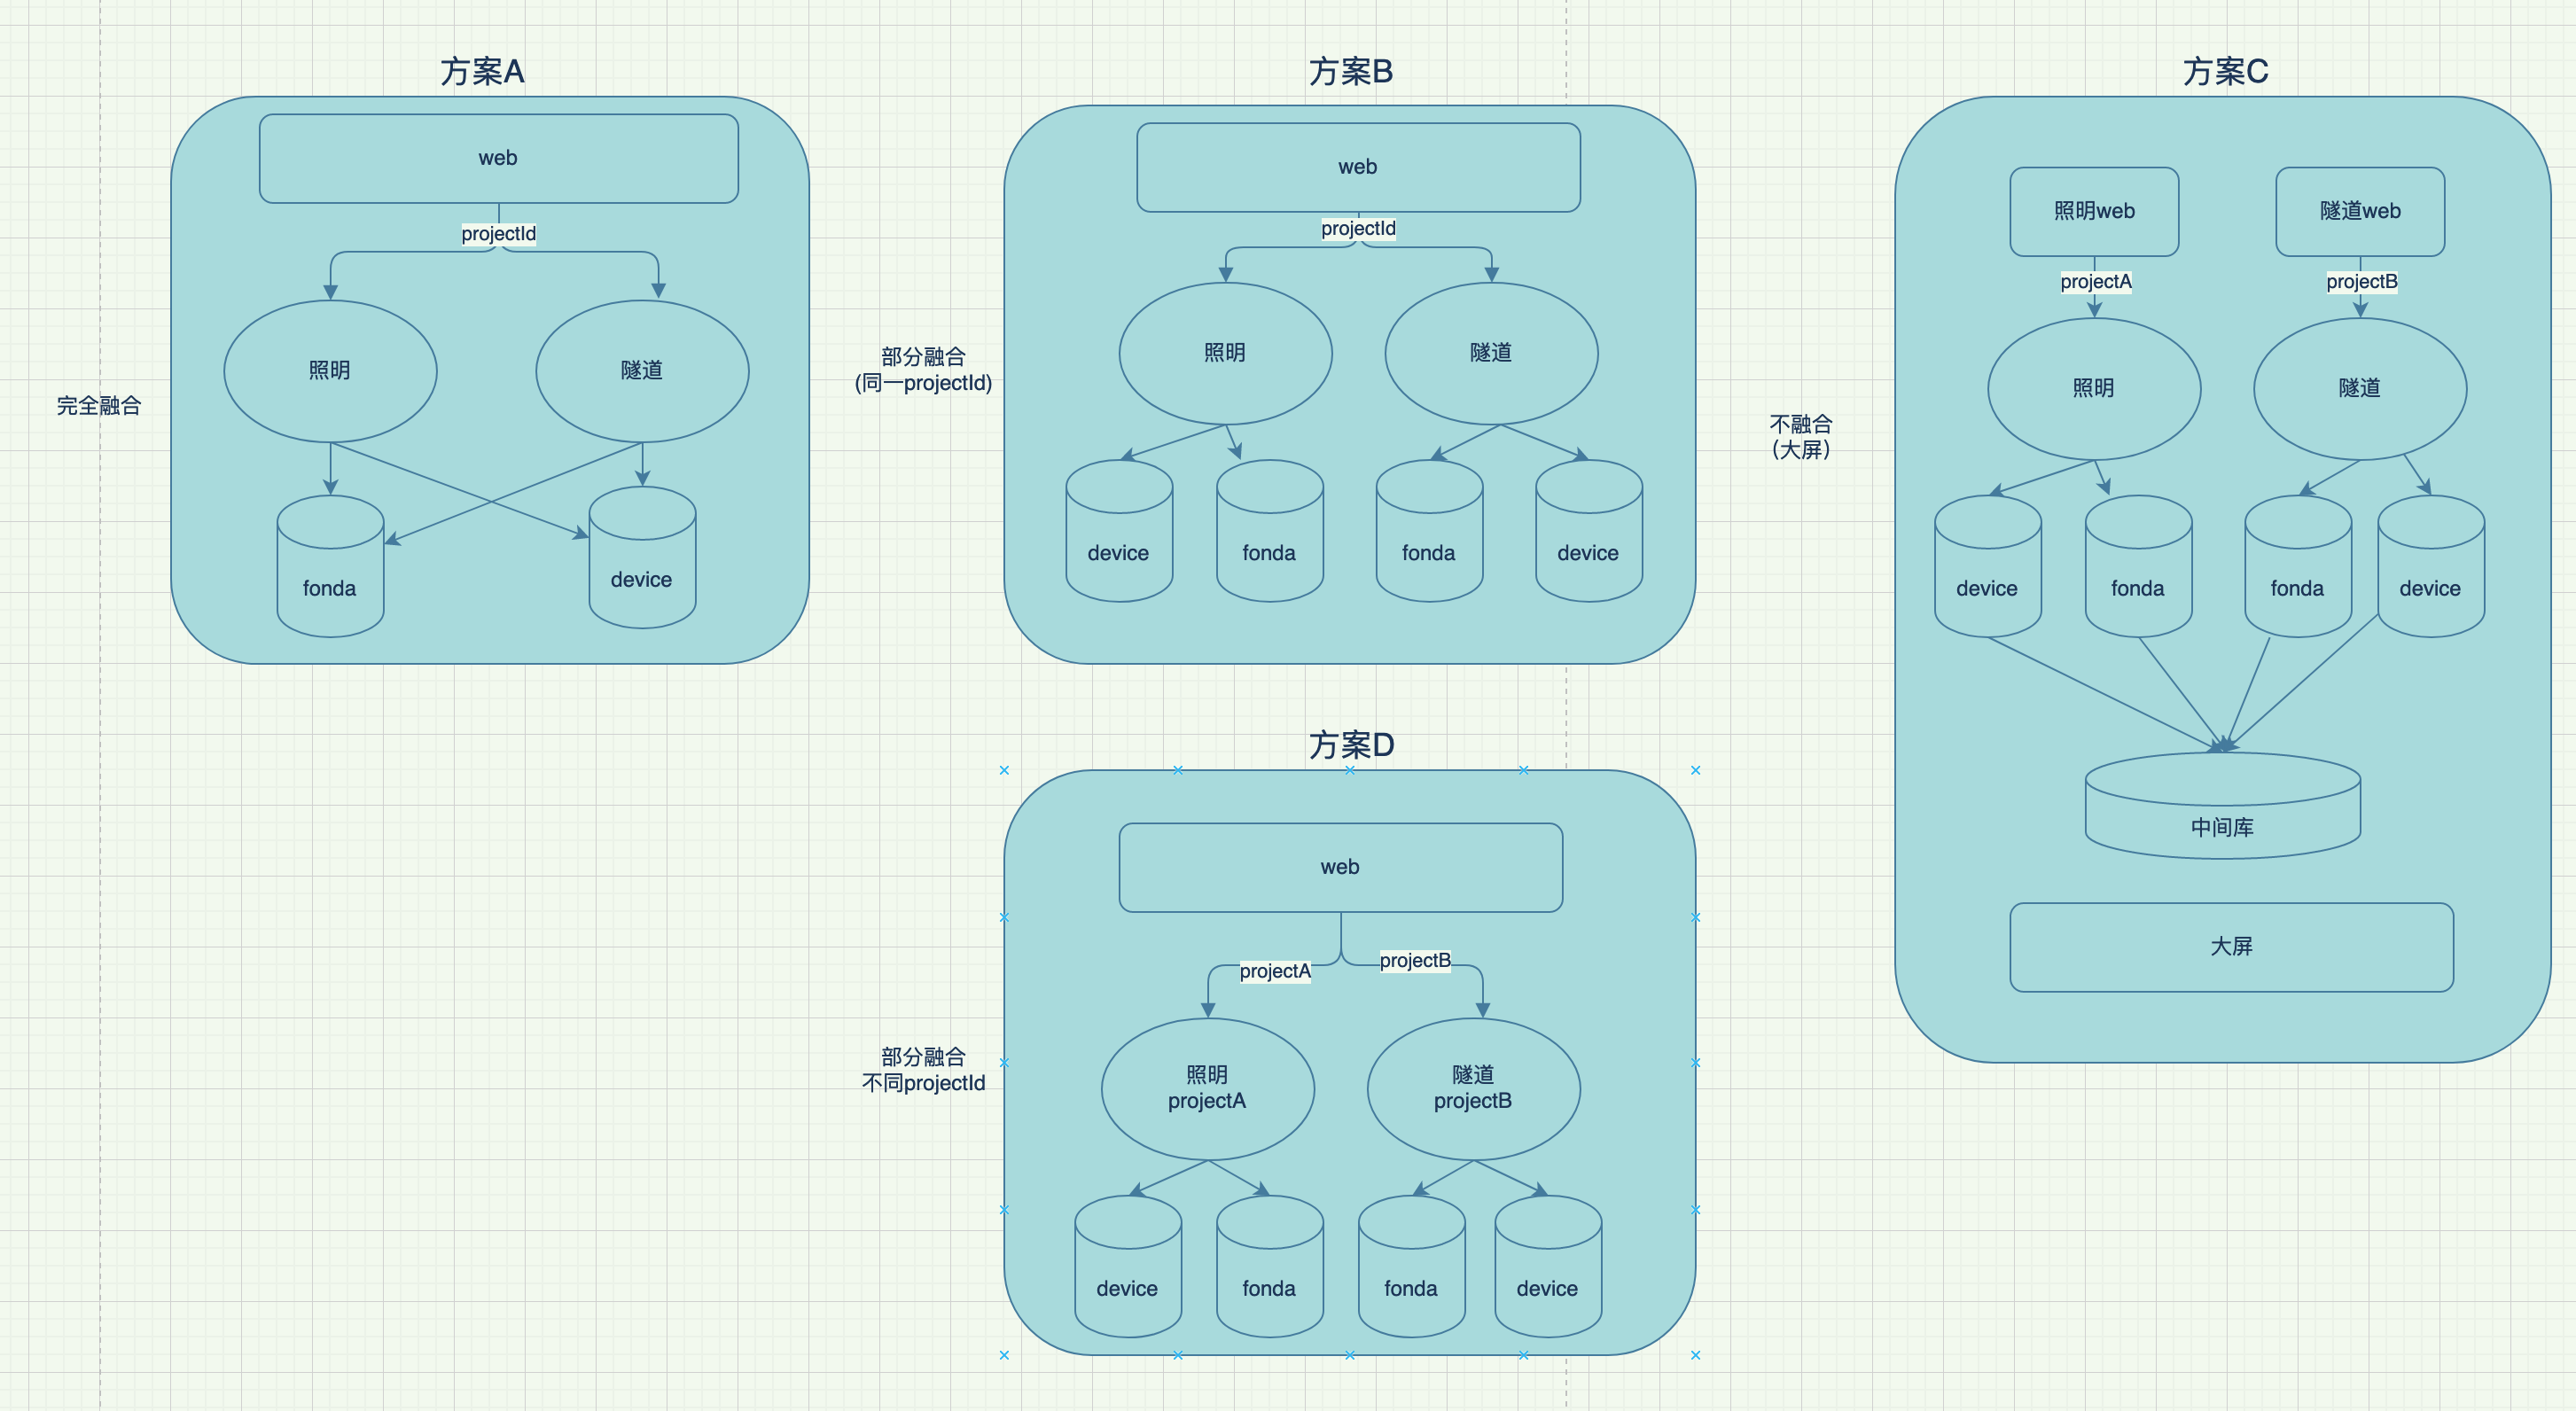 方案A
web
projectId
照明
隧道
完全融合
fonda
device
方案B
web
projectId
照明
隧道
部分融合
(同一projectId)
device
fonda
fonda
device
方案C
照明web
隧道web
projectA
projectB
照明
隧道
不融合
(大屏)
device
fonda
fonda
device
中间库
大屏
方案D
web
projectA
projectB
部分融合
不同projectId
照明
projectA
隧道
projectB
device
fonda
fonda
device